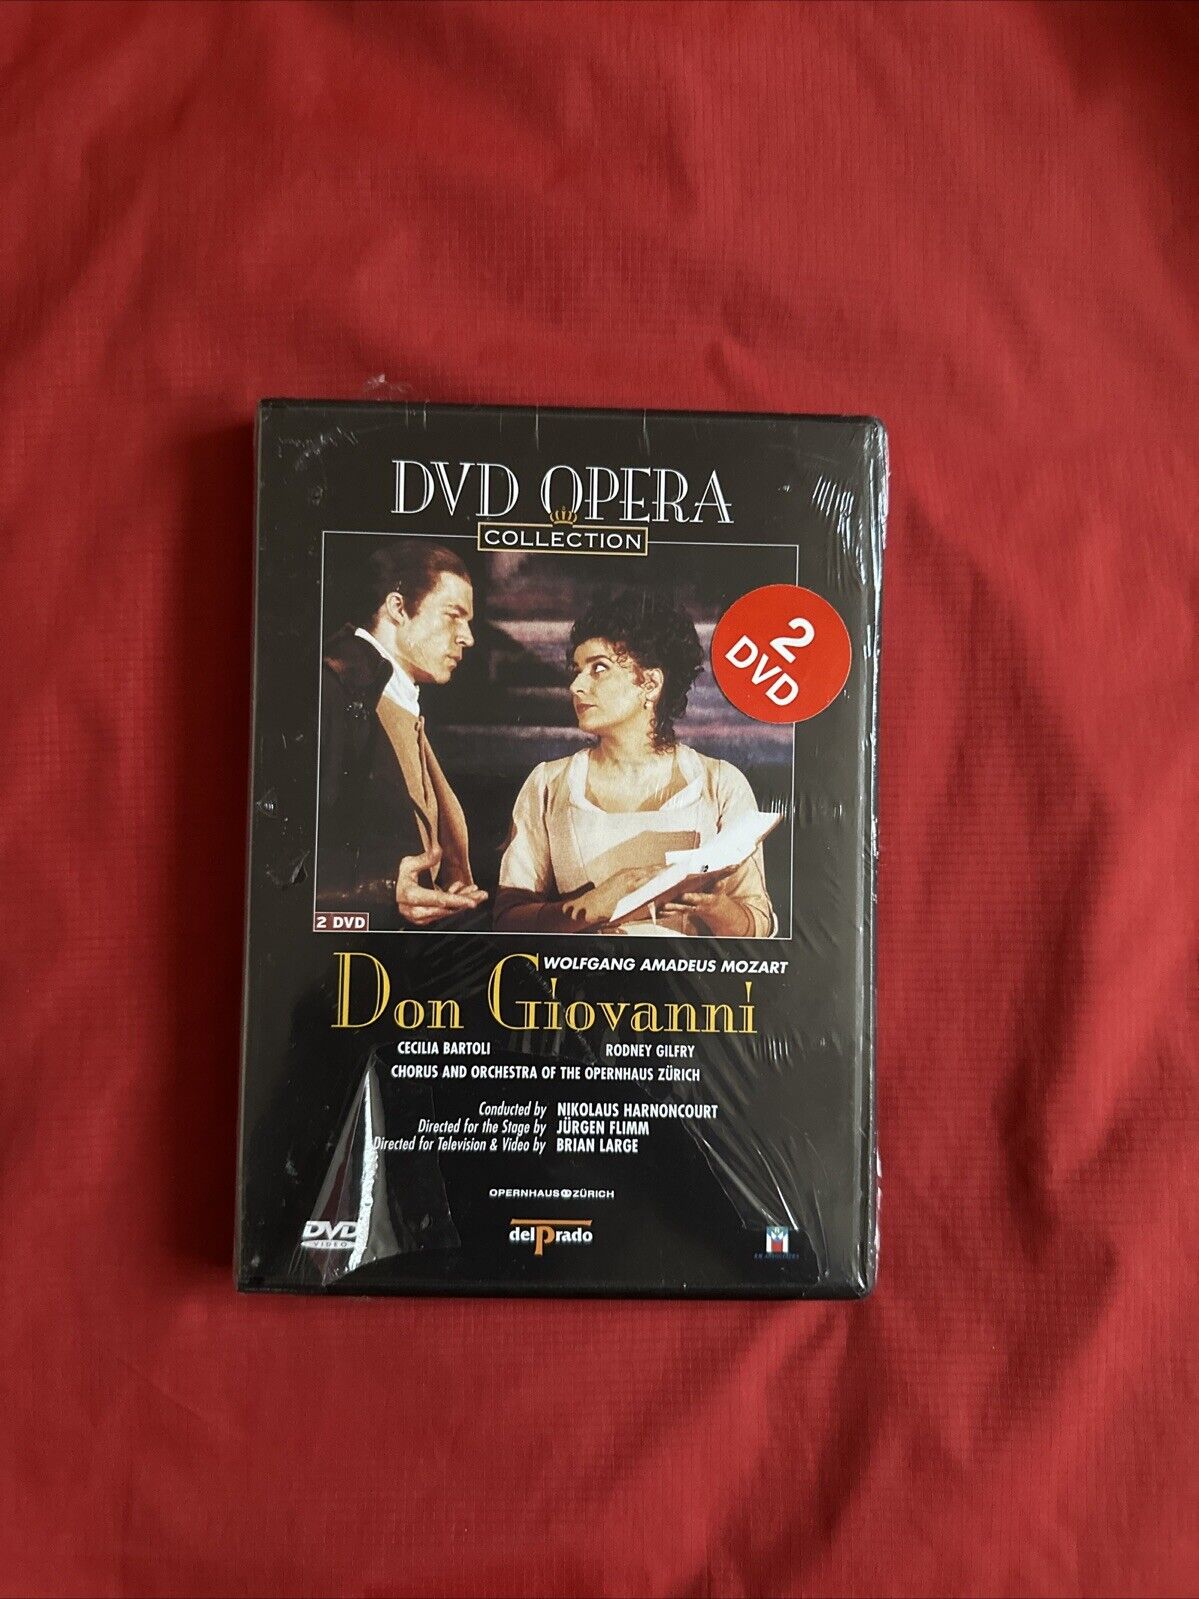 DVD OPERA
COLLECTION
2
DVD
2 DVD
WOLFGANG AMADEUS MOZART
Don Giovanni
CECILIA BARTOLI RODNEY GILFRY
CHORUS AND ORCHESTRA OF THE OPERNHAUS ZÜRICH
Conducted by NIKOLAUS HARNONCOURT
Directed for the Stage by JÜRGEN FLIMM
Directed for Television & Video by BRIAN LARGE
OPERNHAUS ZÜRICH
DVD
VIDEO
delPrado